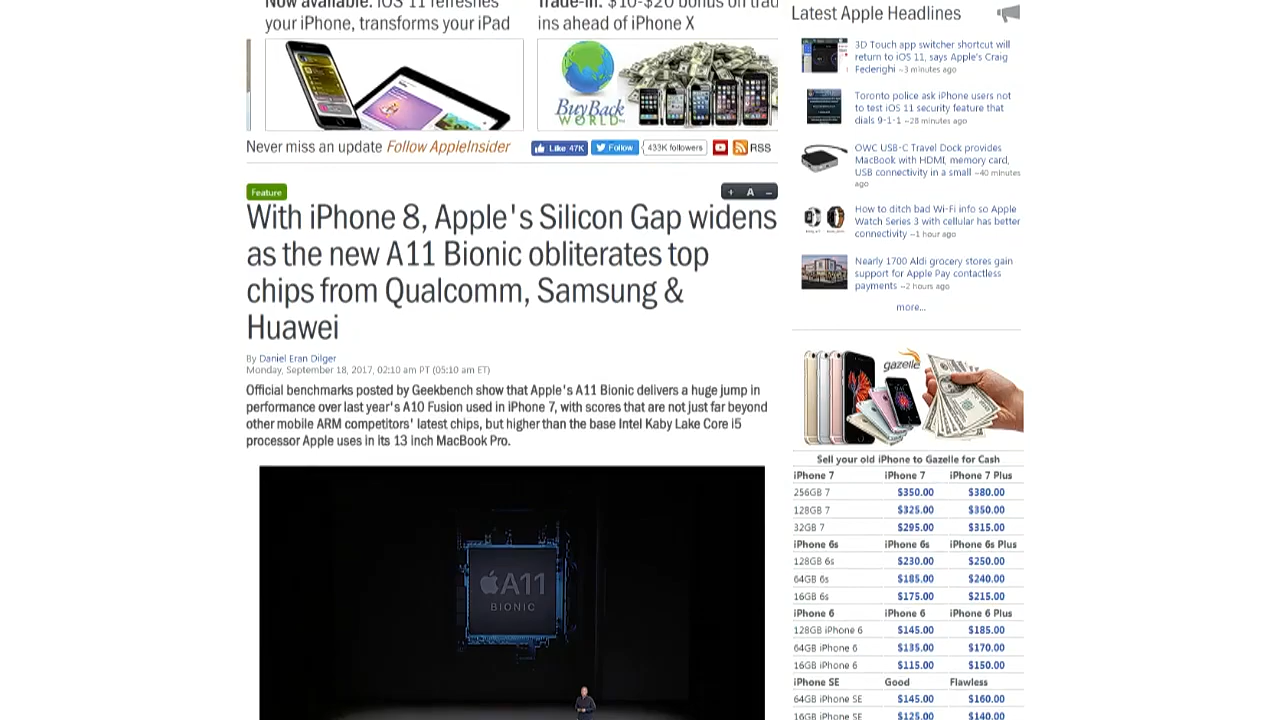 Now available: iOS 11 refreshes
your iPhone, transforms your iPad
Trade-in: $10-$20 bonus on trad
ins ahead of iPhone X
BuyBack
WORLD
Never miss an update Follow AppleInsider
Like 47K
Follow
433K followers
RSS
Feature
+ A –
With iPhone 8, Apple's Silicon Gap widens
as the new A11 Bionic obliterates top
chips from Qualcomm, Samsung &
Huawei
By Daniel Eran Dilger
Monday, September 18, 2017, 02:10 am PT (05:10 am ET)
Official benchmarks posted by Geekbench show that Apple's A11 Bionic delivers a huge jump in
performance over last year's A10 Fusion used in iPhone 7, with scores that are not just far beyond
other mobile ARM competitors' latest chips, but higher than the base Intel Kaby Lake Core i5
processor Apple uses in its 13 inch MacBook Pro.
A11
BIONIC
Latest Apple Headlines
3D Touch app switcher shortcut will
return to iOS 11, says Apple's Craig
Federighi ~3 minutes ago
Toronto police ask iPhone users not
to test iOS 11 security feature that
dials 9-1-1 ~28 minutes ago
OWC USB-C Travel Dock provides
MacBook with HDMI, memory card,
USB connectivity in a small ~40 minutes
ago
How to ditch bad Wi-Fi info so Apple
Watch Series 3 with cellular has better
connectivity ~1 hour ago
Nearly 1700 Aldi grocery stores gain
support for Apple Pay contactless
payments ~2 hours ago
more...
gazelle
Sell your old iPhone to Gazelle for Cash
iPhone 7 iPhone 7 iPhone 7 Plus
256GB 7 $350.00 $380.00
128GB 7 $325.00 $350.00
32GB 7 $295.00 $315.00
iPhone 6s iPhone 6s iPhone 6s Plus
128GB 6s $230.00 $250.00
64GB 6s $185.00 $240.00
16GB 6s $175.00 $215.00
iPhone 6 iPhone 6 iPhone 6 Plus
128GB iPhone 6 $145.00 $185.00
64GB iPhone 6 $135.00 $170.00
16GB iPhone 6 $115.00 $150.00
iPhone SE Good Flawless
64GB iPhone SE $145.00 $160.00
16GB iPhone SE $125.00 $140.00